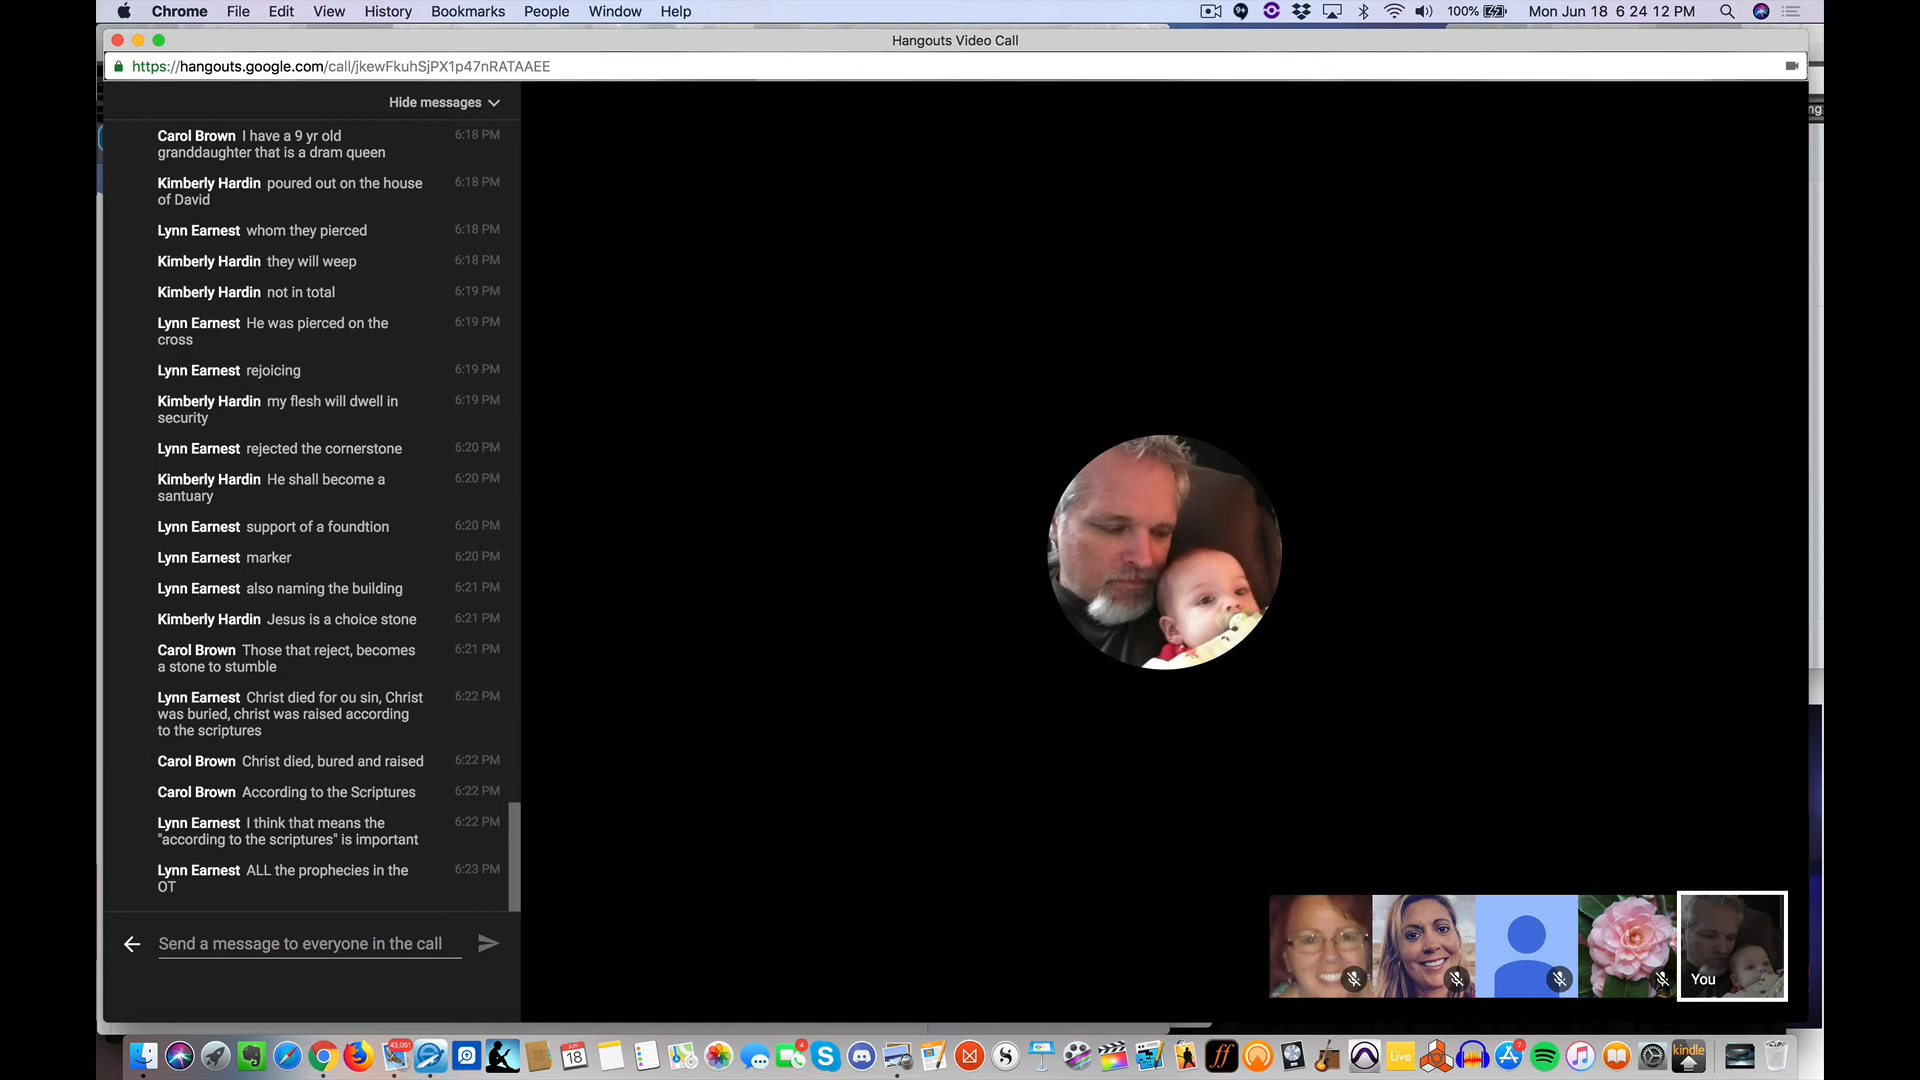 Chrome File Edit View History Bookmarks People Window Help 100% Mon Jun 18 6 24 12 PM
Hangouts Video Call
https://hangouts.google.com/call/jkewFkuhSjPX1p47nRATAAEE
Hide messages
ng
Carol Brown I have a 9 yr old 6:18 PM
granddaughter that is a dram queen
Kimberly Hardin poured out on the house 6:18 PM
of David
Lynn Earnest whom they pierced 6:18 PM
Kimberly Hardin they will weep 6:18 PM
Kimberly Hardin not in total 6:19 PM
Lynn Earnest He was pierced on the 6:19 PM
cross
Lynn Earnest rejoicing 6:19 PM
Kimberly Hardin my flesh will dwell in 6:19 PM
security
Lynn Earnest rejected the cornerstone 6:20 PM
Kimberly Hardin He shall become a 6:20 PM
santuary
Lynn Earnest support of a foundtion 6:20 PM
Lynn Earnest marker 6:20 PM
Lynn Earnest also naming the building 6:21 PM
Kimberly Hardin Jesus is a choice stone 6:21 PM
Carol Brown Those that reject, becomes 6:21 PM
a stone to stumble
Lynn Earnest Christ died for ou sin, Christ 6:22 PM
was buried, christ was raised according
to the scriptures
Carol Brown Christ died, bured and raised 6:22 PM
Carol Brown According to the Scriptures 6:22 PM
Lynn Earnest I think that means the 6:22 PM
"according to the scriptures" is important
Lynn Earnest ALL the prophecies in the 6:23 PM
OT
Send a message to everyone in the call
You
43,051 JUN 18 4 ff Live 7 kindle